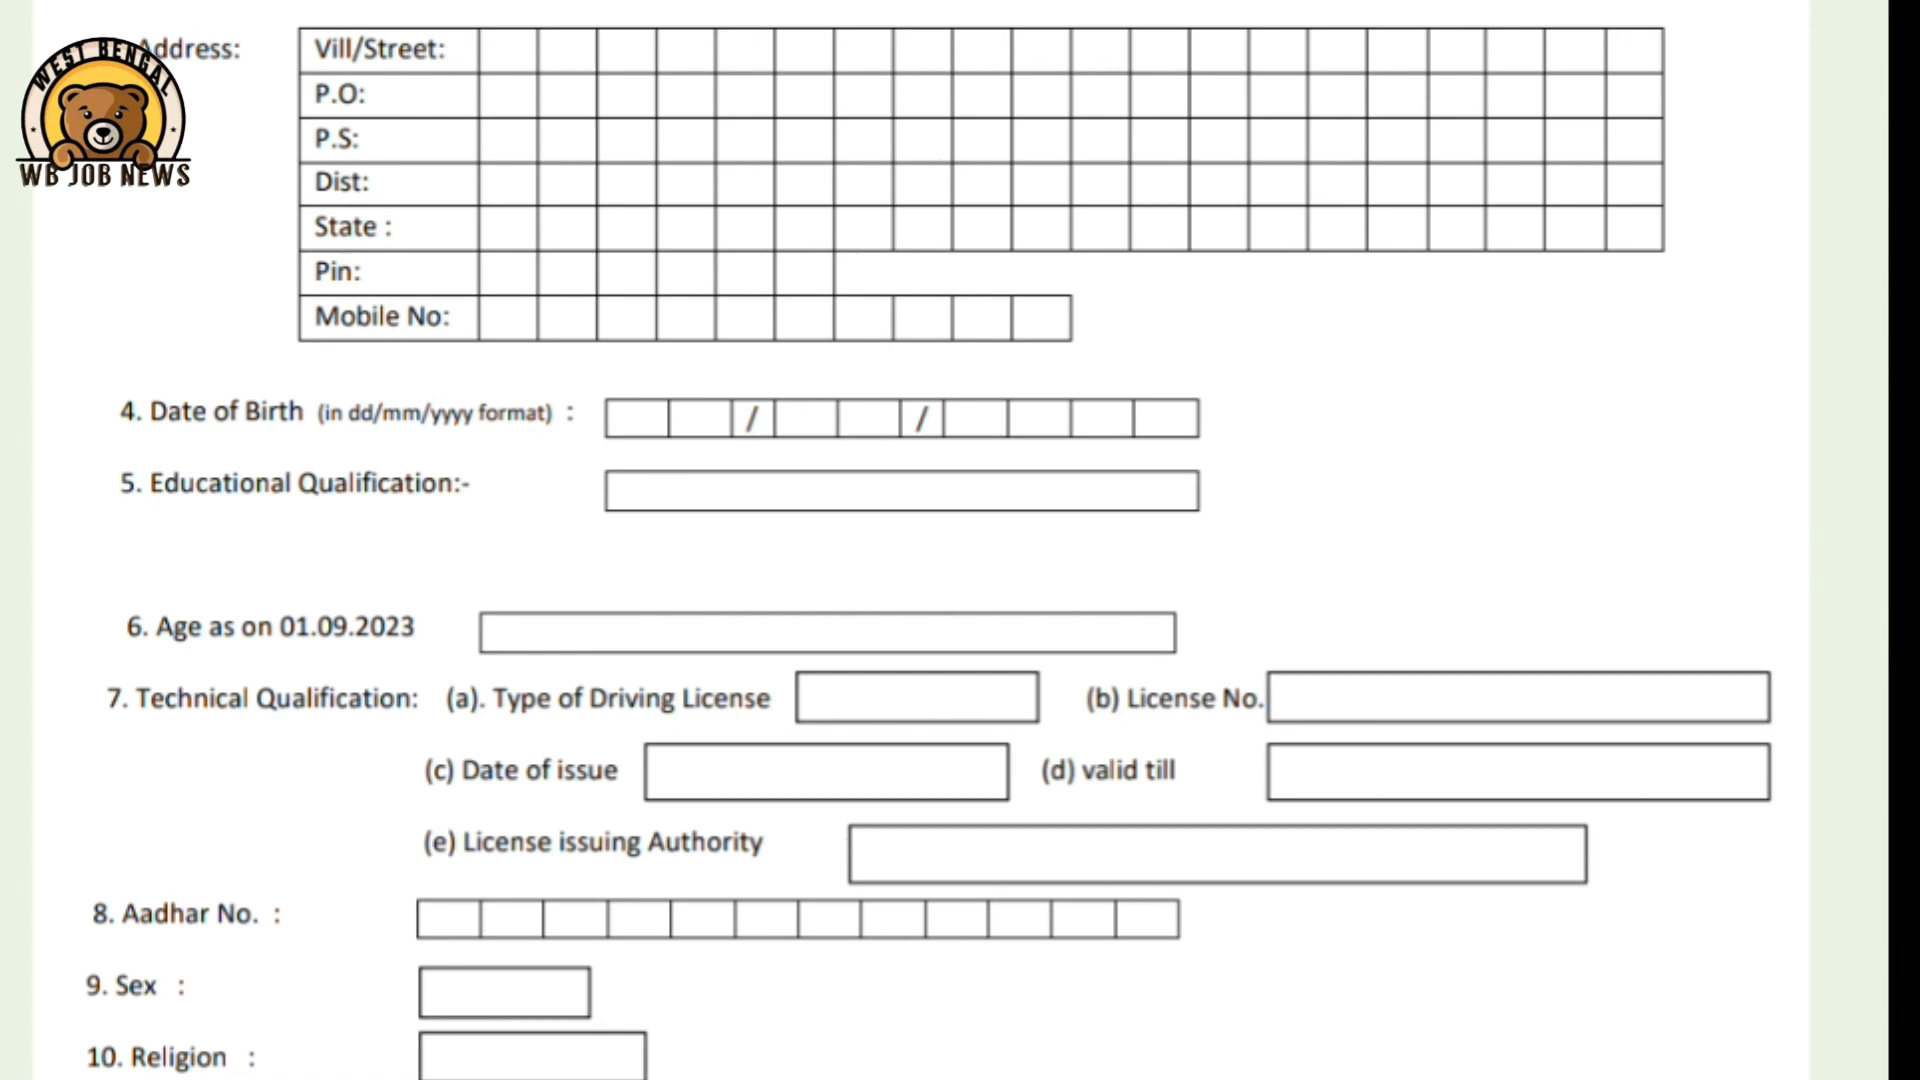 WEST BENGAL
WB JOB NEWS
Address:
Vill/Street:
P.O:
P.S:
Dist:
State :
Pin:
Mobile No:
4. Date of Birth (in dd/mm/yyyy format) :
/ /
5. Educational Qualification:-
6. Age as on 01.09.2023
7. Technical Qualification: (a). Type of Driving License (b) License No.
(c) Date of issue (d) valid till
(e) License issuing Authority
8. Aadhar No. :
9. Sex :
10. Religion :